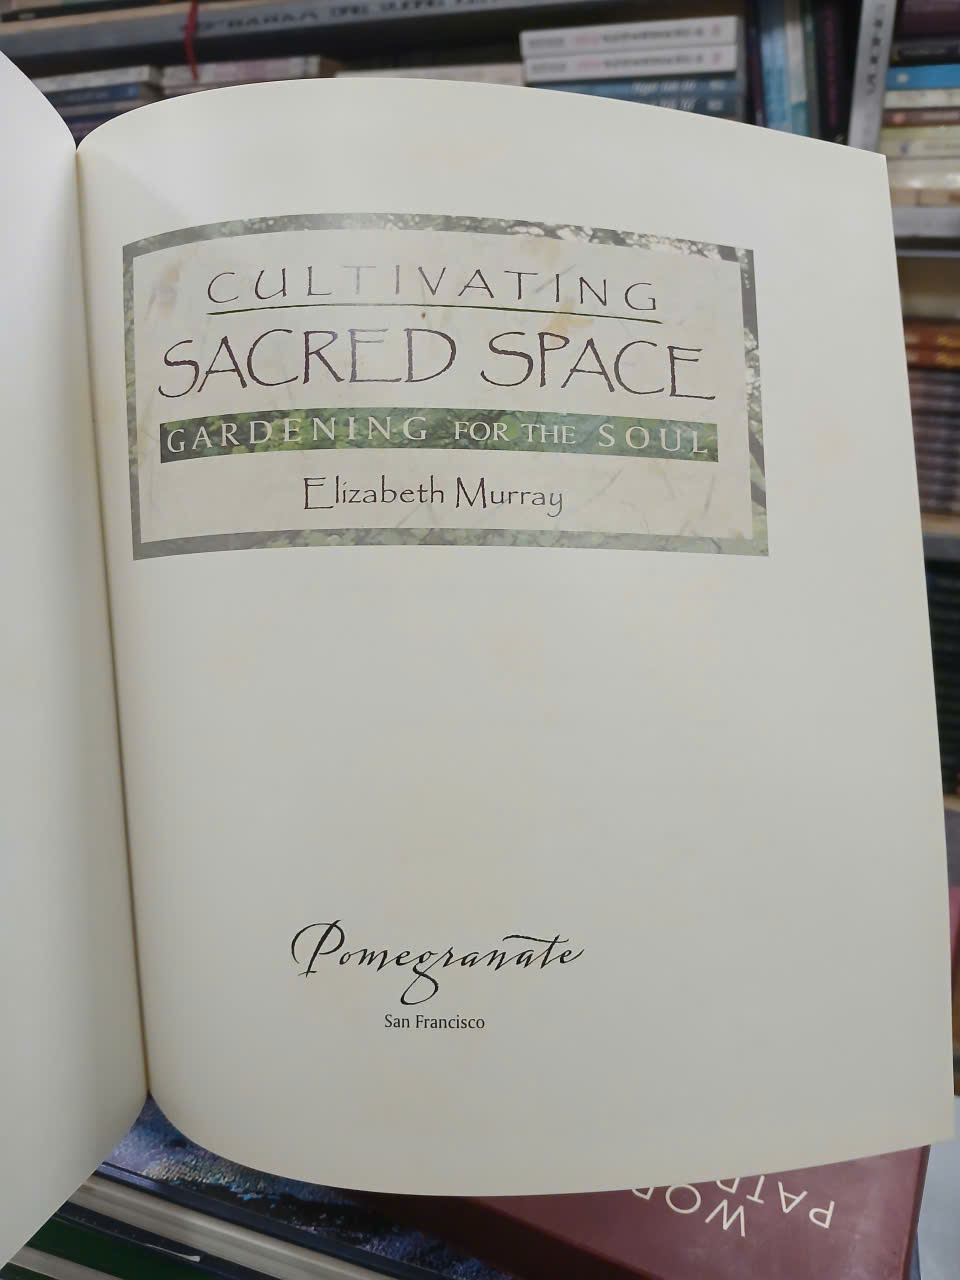 CULTIVATING
SACRED SPACE
GARDENING FOR THE SOUL
Elizabeth Murray
Pomegranate
San Francisco